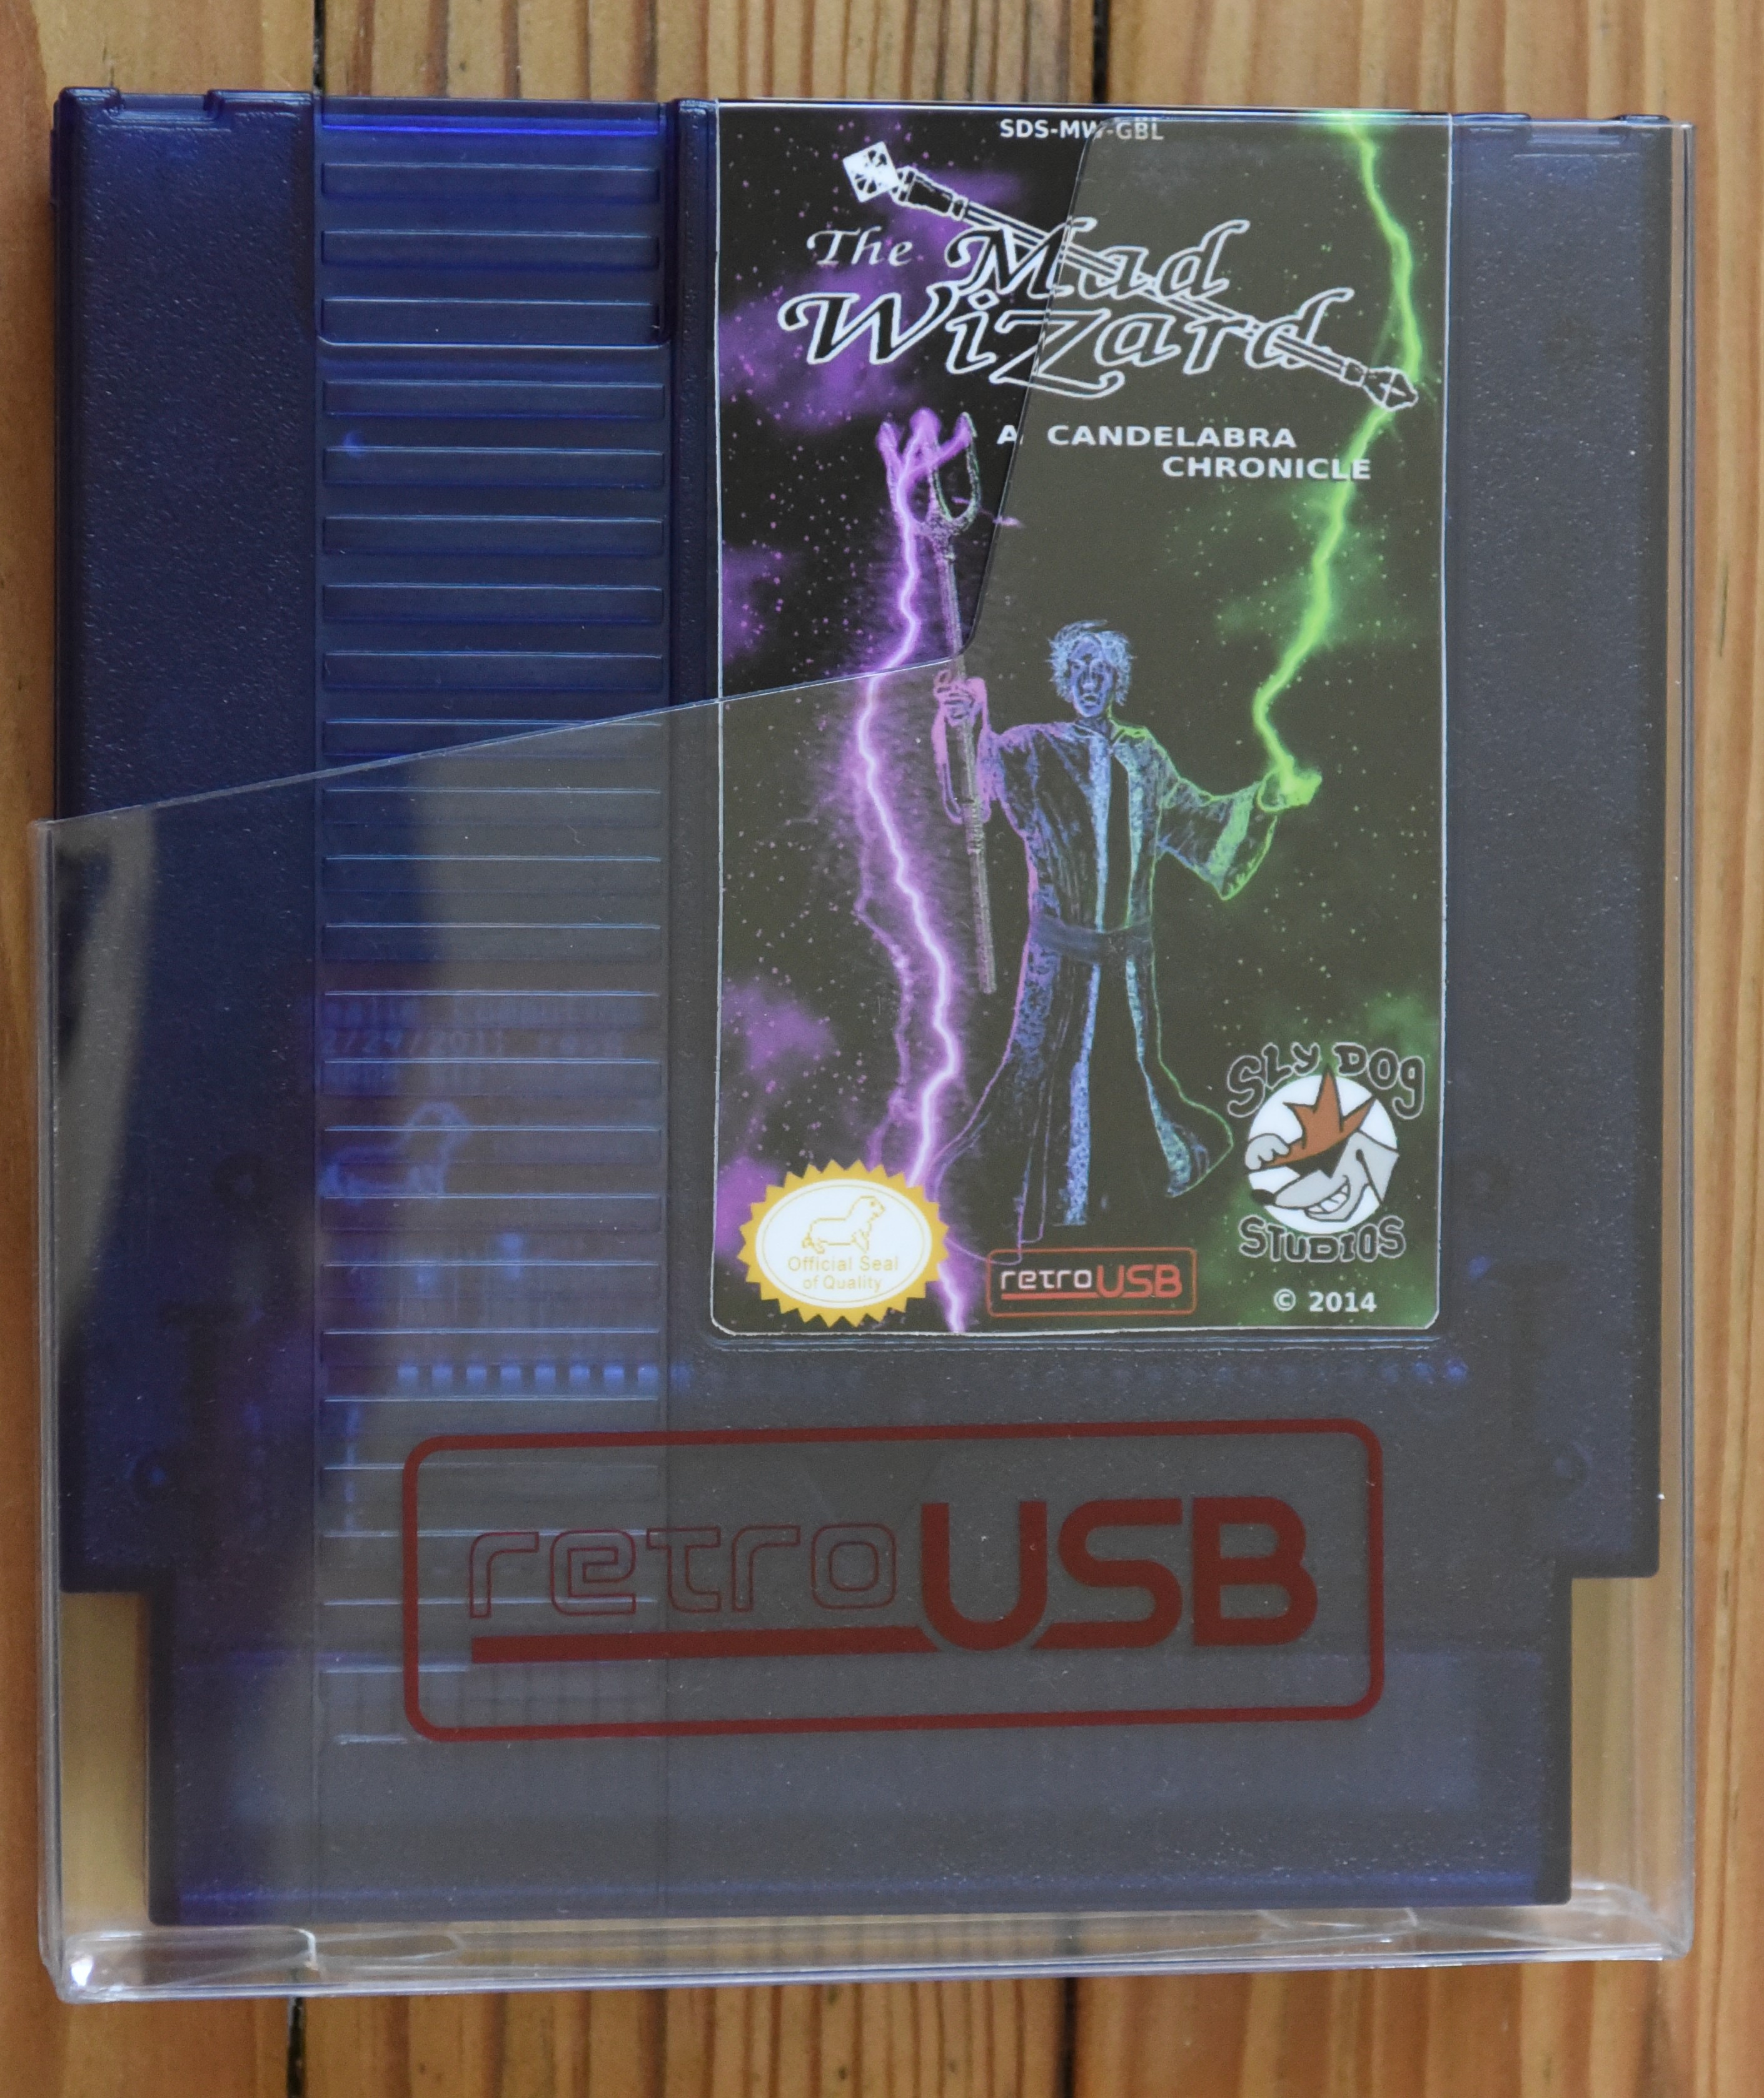 SDS-MW-GBL
The Mad
Wizard
A CANDELABRA
CHRONICLE
SLY DOG
STUDIOS
Official Seal
of Quality
retroUSB
© 2014
retroUSB